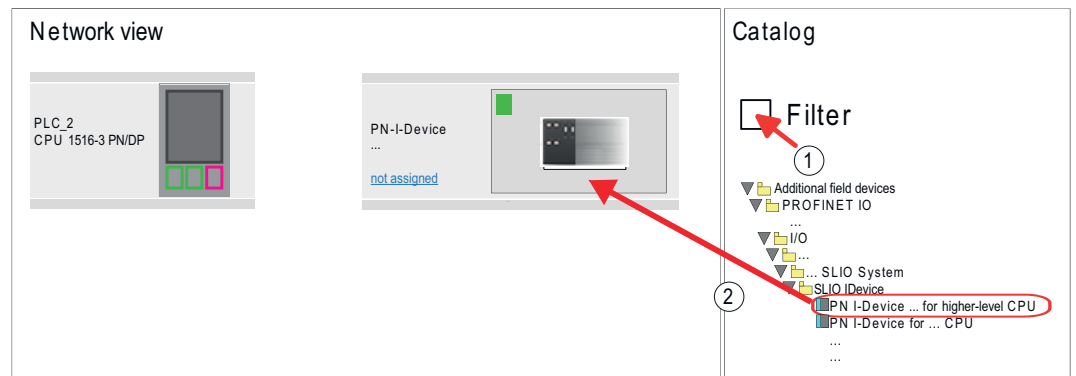 Network view
PLC_2
CPU 1516-3 PN/DP
PN-I-Device
...
not assigned
Catalog
Filter
1
Additional field devices
PROFINET IO
...
I/O
...
... SLIO System
SLIO IDevice
2
PN I-Device ... for higher-level CPU
PN I-Device for ... CPU
...
...